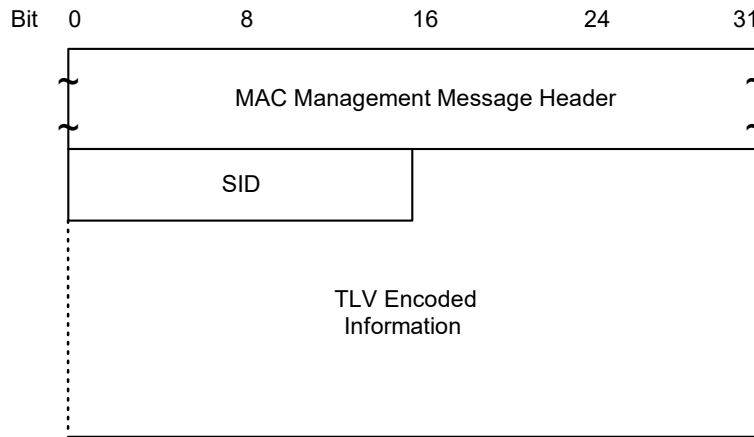 Bit 0 8 16 24 31
MAC Management Message Header
SID
TLV Encoded
Information